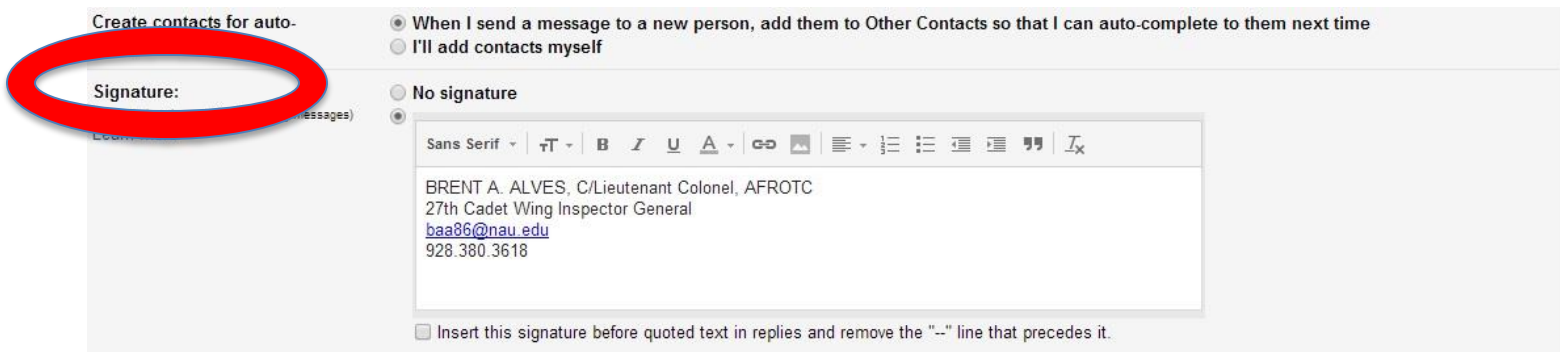 Create contacts for auto-
When I send a message to a new person, add them to Other Contacts so that I can auto-complete to them next time
I'll add contacts myself
Signature:
No signature
messages)
Sans Serif
BRENT A. ALVES, C/Lieutenant Colonel, AFROTC
27th Cadet Wing Inspector General
baa86@nau.edu
928.380.3618
Insert this signature before quoted text in replies and remove the "--" line that precedes it.